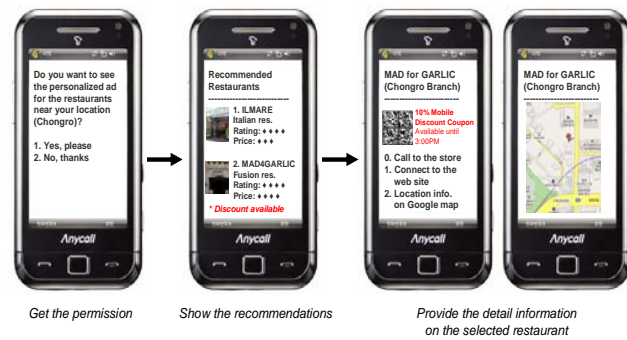 Do you want to see
the personalized ad
for the restaurants
near your location
(Chongro)?
1. Yes, please
2. No, thanks
Anycall
Get the permission
Recommended
Restaurants
----------------------------
1. ILMARE
Italian res.
Rating: ♦ ♦ ♦ ♦
Price: ♦ ♦ ♦
2. MAD4GARLIC
Fusion res.
Rating: ♦ ♦ ♦ ♦
Price: ♦ ♦ ♦ ♦
* Discount available
Anycall
Show the recommendations
MAD for GARLIC
(Chongro Branch)
----------------------------
10% Mobile
Discount Coupon
Available until
3:00PM
0. Call to the store
1. Connect to the
web site
2. Location info.
on Google map
Anycall
MAD for GARLIC
(Chongro Branch)
----------------------------
Anycall
Provide the detail information
on the selected restaurant